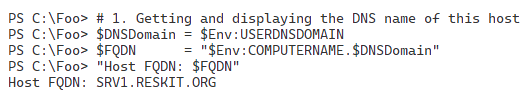 PS C:\Foo> # 1. Getting and displaying the DNS name of this host
PS C:\Foo> $DNSDomain = $Env:USERDNSDOMAIN
PS C:\Foo> $FQDN      = "$Env:COMPUTERNAME.$DNSDomain"
PS C:\Foo> "Host FQDN: $FQDN"
Host FQDN: SRV1.RESKIT.ORG